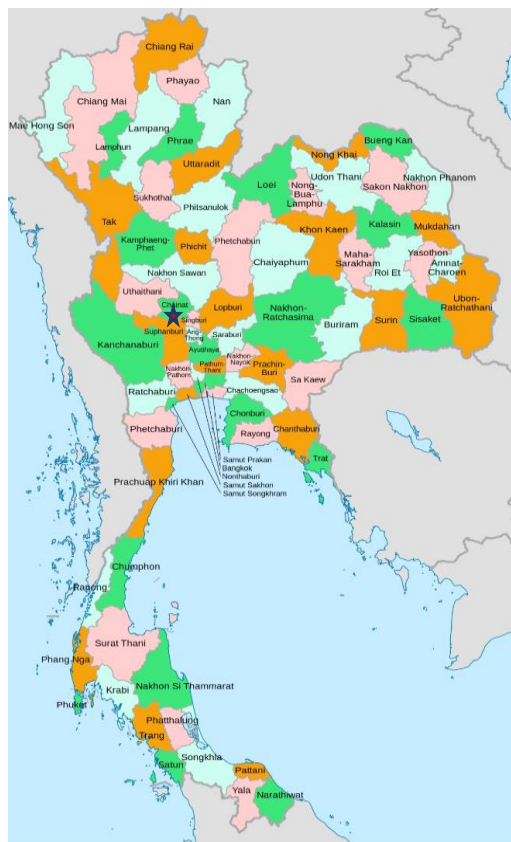 Chiang Rai
Phayao
Nan
Chiang Mai
Mae Hong Son
Lampang
Phrae
Lamphun
Uttaradit
Bueng Kan
Nong Khai
Loei
Udon Thani
Nakhon Phanom
Sakon Nakhon
Nong-
Bua-
Lamphu
Sukhothai
Phitsanulok
Tak
Kamphaeng-
Phet
Phichit
Phetchabun
Khon Kaen
Kalasin
Mukdahan
Maha-
Sarakham
Roi Et
Yasothon
Amnat-
Charoen
Chaiyaphum
Nakhon Sawan
Uthaithani
Chainat
Singburi
Lopburi
Nakhon-
Ratchasima
Buriram
Surin
Sisaket
Ubon-
Ratchathani
Suphanburi
Ang-
Thong
Saraburi
Kanchanaburi
Ayutthaya
Nakhon-
Nayok
Pathum-
Thani
Prachin-
Buri
Nakhon-
Pathom
Sa Kaew
Ratchaburi
Chachoengsao
Chonburi
Phetchaburi
Rayong
Chanthaburi
Trat
Samut Prakan
Bangkok
Nonthaburi
Samut Sakhon
Samut Songkhram
Prachuap Khiri Khan
Chumphon
Ranong
Surat Thani
Phang Nga
Krabi
Nakhon Si Thammarat
Phuket
Phatthalung
Trang
Satun
Songkhla
Pattani
Yala
Narathiwat